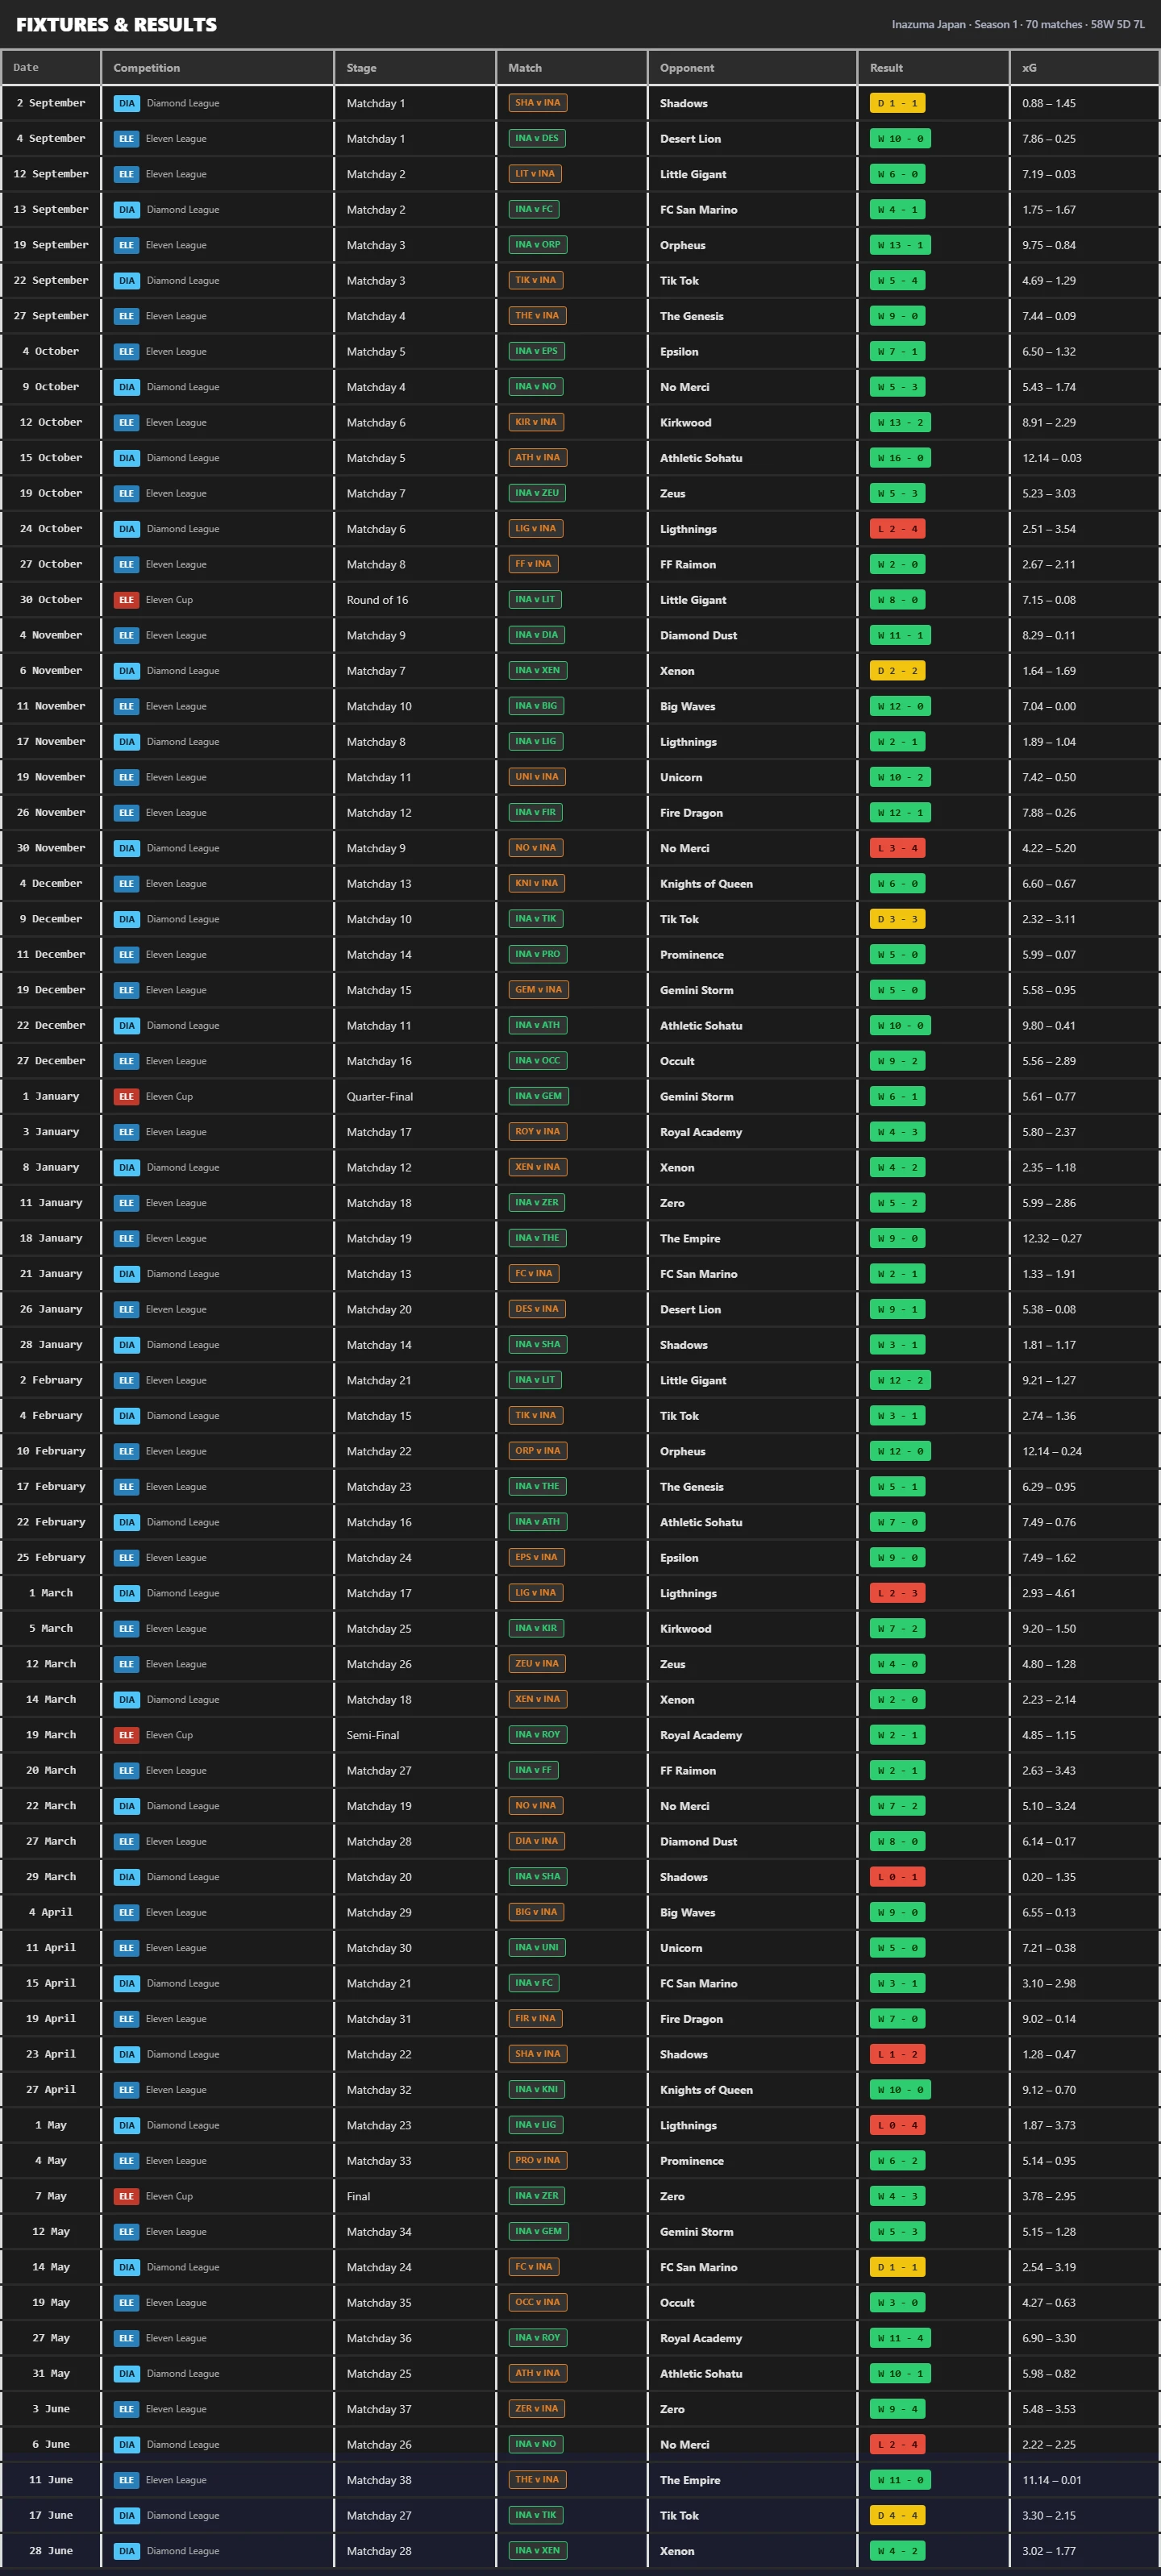 FIXTURES & RESULTS
Inazuma Japan · Season 1 · 70 matches · 58W 5D 7L
Date Competition Stage Match Opponent Result xG
2 September DIA Diamond League Matchday 1 SHA v INA Shadows D 1 - 1 0.88 – 1.45
4 September ELE Eleven League Matchday 1 INA v DES Desert Lion W 10 - 0 7.86 – 0.25
12 September ELE Eleven League Matchday 2 LIT v INA Little Gigant W 6 - 0 7.19 – 0.03
13 September DIA Diamond League Matchday 2 INA v FC FC San Marino W 4 - 1 1.75 – 1.67
19 September ELE Eleven League Matchday 3 INA v ORP Orpheus W 13 - 1 9.75 – 0.84
22 September DIA Diamond League Matchday 3 TIK v INA Tik Tok W 5 - 4 4.69 – 1.29
27 September ELE Eleven League Matchday 4 THE v INA The Genesis W 9 - 0 7.44 – 0.09
4 October ELE Eleven League Matchday 5 INA v EPS Epsilon W 7 - 1 6.50 – 1.32
9 October DIA Diamond League Matchday 4 INA v NO No Merci W 5 - 3 5.43 – 1.74
12 October ELE Eleven League Matchday 6 KIR v INA Kirkwood W 13 - 2 8.91 – 2.29
15 October DIA Diamond League Matchday 5 ATH v INA Athletic Sohatu W 16 - 0 12.14 – 0.03
19 October ELE Eleven League Matchday 7 INA v ZEU Zeus W 5 - 3 5.23 – 3.03
24 October DIA Diamond League Matchday 6 LIG v INA Ligthnings L 2 - 4 2.51 – 3.54
27 October ELE Eleven League Matchday 8 FF v INA FF Raimon W 2 - 0 2.67 – 2.11
30 October ELE Eleven Cup Round of 16 INA v LIT Little Gigant W 8 - 0 7.15 – 0.08
4 November ELE Eleven League Matchday 9 INA v DIA Diamond Dust W 11 - 1 8.29 – 0.11
6 November DIA Diamond League Matchday 7 INA v XEN Xenon D 2 - 2 1.64 – 1.69
11 November ELE Eleven League Matchday 10 INA v BIG Big Waves W 12 - 0 7.04 – 0.00
17 November DIA Diamond League Matchday 8 INA v LIG Ligthnings W 2 - 1 1.89 – 1.04
19 November ELE Eleven League Matchday 11 UNI v INA Unicorn W 10 - 2 7.42 – 0.50
26 November ELE Eleven League Matchday 12 INA v FIR Fire Dragon W 12 - 1 7.88 – 0.26
30 November DIA Diamond League Matchday 9 NO v INA No Merci L 3 - 4 4.22 – 5.20
4 December ELE Eleven League Matchday 13 KNI v INA Knights of Queen W 6 - 0 6.60 – 0.67
9 December DIA Diamond League Matchday 10 INA v TIK Tik Tok D 3 - 3 2.32 – 3.11
11 December ELE Eleven League Matchday 14 INA v PRO Prominence W 5 - 0 5.99 – 0.07
19 December ELE Eleven League Matchday 15 GEM v INA Gemini Storm W 5 - 0 5.58 – 0.95
22 December DIA Diamond League Matchday 11 INA v ATH Athletic Sohatu W 10 - 0 9.80 – 0.41
27 December ELE Eleven League Matchday 16 INA v OCC Occult W 9 - 2 5.56 – 2.89
1 January ELE Eleven Cup Quarter-Final INA v GEM Gemini Storm W 6 - 1 5.61 – 0.77
3 January ELE Eleven League Matchday 17 ROY v INA Royal Academy W 4 - 3 5.80 – 2.37
8 January DIA Diamond League Matchday 12 XEN v INA Xenon W 4 - 2 2.35 – 1.18
11 January ELE Eleven League Matchday 18 INA v ZER Zero W 5 - 2 5.99 – 2.86
18 January ELE Eleven League Matchday 19 INA v THE The Empire W 9 - 0 12.32 – 0.27
21 January DIA Diamond League Matchday 13 FC v INA FC San Marino W 2 - 1 1.33 – 1.91
26 January ELE Eleven League Matchday 20 DES v INA Desert Lion W 9 - 1 5.38 – 0.08
28 January DIA Diamond League Matchday 14 INA v SHA Shadows W 3 - 1 1.81 – 1.17
2 February ELE Eleven League Matchday 21 INA v LIT Little Gigant W 12 - 2 9.21 – 1.27
4 February DIA Diamond League Matchday 15 TIK v INA Tik Tok W 3 - 1 2.74 – 1.36
10 February ELE Eleven League Matchday 22 ORP v INA Orpheus W 12 - 0 12.14 – 0.24
17 February ELE Eleven League Matchday 23 INA v THE The Genesis W 5 - 1 6.29 – 0.95
22 February DIA Diamond League Matchday 16 INA v ATH Athletic Sohatu W 7 - 0 7.49 – 0.76
25 February ELE Eleven League Matchday 24 EPS v INA Epsilon W 9 - 0 7.49 – 1.62
1 March DIA Diamond League Matchday 17 LIG v INA Ligthnings L 2 - 3 2.93 – 4.61
5 March ELE Eleven League Matchday 25 INA v KIR Kirkwood W 7 - 2 9.20 – 1.50
12 March ELE Eleven League Matchday 26 ZEU v INA Zeus W 4 - 0 4.80 – 1.28
14 March DIA Diamond League Matchday 18 XEN v INA Xenon W 2 - 0 2.23 – 2.14
19 March ELE Eleven Cup Semi-Final INA v ROY Royal Academy W 2 - 1 4.85 – 1.15
20 March ELE Eleven League Matchday 27 INA v FF FF Raimon W 2 - 1 2.63 – 3.43
22 March DIA Diamond League Matchday 19 NO v INA No Merci W 7 - 2 5.10 – 3.24
27 March ELE Eleven League Matchday 28 DIA v INA Diamond Dust W 8 - 0 6.14 – 0.17
29 March DIA Diamond League Matchday 20 INA v SHA Shadows L 0 - 1 0.20 – 1.35
4 April ELE Eleven League Matchday 29 BIG v INA Big Waves W 9 - 0 6.55 – 0.13
11 April ELE Eleven League Matchday 30 INA v UNI Unicorn W 5 - 0 7.21 – 0.38
15 April DIA Diamond League Matchday 21 INA v FC FC San Marino W 3 - 1 3.10 – 2.98
19 April ELE Eleven League Matchday 31 FIR v INA Fire Dragon W 7 - 0 9.02 – 0.14
23 April DIA Diamond League Matchday 22 SHA v INA Shadows L 1 - 2 1.28 – 0.47
27 April ELE Eleven League Matchday 32 INA v KNI Knights of Queen W 10 - 0 9.12 – 0.70
1 May DIA Diamond League Matchday 23 INA v LIG Ligthnings L 0 - 4 1.87 – 3.73
4 May ELE Eleven League Matchday 33 PRO v INA Prominence W 6 - 2 5.14 – 0.95
7 May ELE Eleven Cup Final INA v ZER Zero W 4 - 3 3.78 – 2.95
12 May ELE Eleven League Matchday 34 INA v GEM Gemini Storm W 5 - 3 5.15 – 1.28
14 May DIA Diamond League Matchday 24 FC v INA FC San Marino D 1 - 1 2.54 – 3.19
19 May ELE Eleven League Matchday 35 OCC v INA Occult W 3 - 0 4.27 – 0.63
27 May ELE Eleven League Matchday 36 INA v ROY Royal Academy W 11 - 4 6.90 – 3.30
31 May DIA Diamond League Matchday 25 ATH v INA Athletic Sohatu W 10 - 1 5.98 – 0.82
3 June ELE Eleven League Matchday 37 ZER v INA Zero W 9 - 4 5.48 – 3.53
6 June DIA Diamond League Matchday 26 INA v NO No Merci L 2 - 4 2.22 – 2.25
11 June ELE Eleven League Matchday 38 THE v INA The Empire W 11 - 0 11.14 – 0.01
17 June DIA Diamond League Matchday 27 INA v TIK Tik Tok D 4 - 4 3.30 – 2.15
28 June DIA Diamond League Matchday 28 INA v XEN Xenon W 4 - 2 3.02 – 1.77